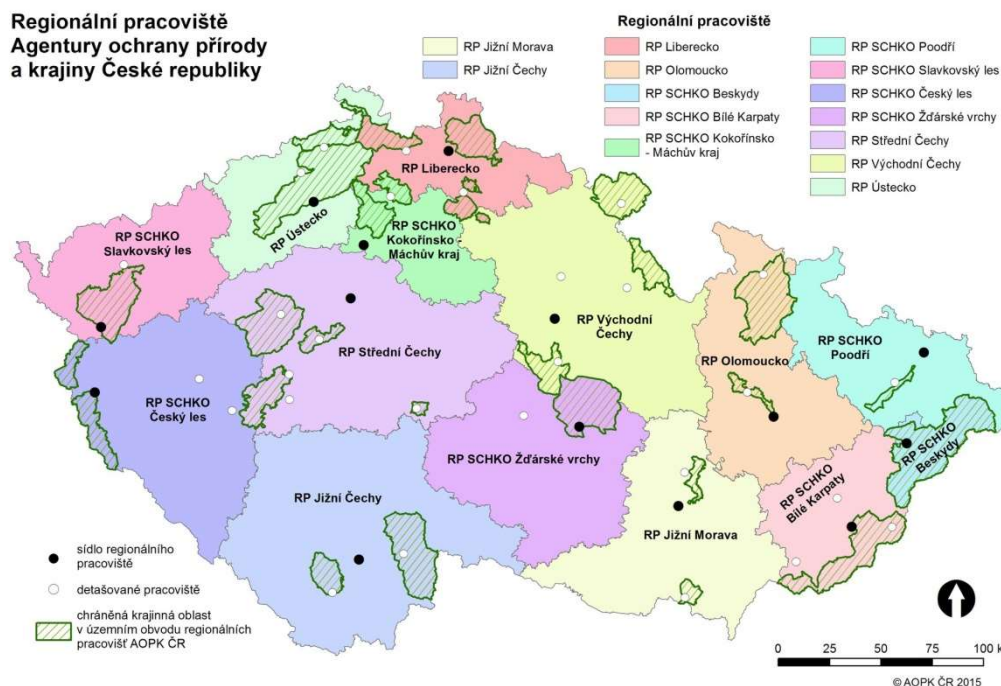 Regionální pracoviště
Agentury ochrany přírody
a krajiny České republiky
Regionální pracoviště
RP Jižní Morava
RP Jižní Čechy
RP Liberecko
RP Olomoucko
RP SCHKO Beskydy
RP SCHKO Bílé Karpaty
RP SCHKO Kokořínsko
- Máchův kraj
RP SCHKO Poodří
RP SCHKO Slavkovský les
RP SCHKO Český les
RP SCHKO Žďárské vrchy
RP Střední Čechy
RP Východní Čechy
RP Ústecko
RP Liberecko
RP Ústecko
RP SCHKO
Kokořínsko -
Máchův kraj
RP SCHKO
Slavkovský les
RP Východní
Čechy
RP Střední Čechy
RP SCHKO
Poodří
RP Olomoucko
RP SCHKO
Český les
RP SCHKO
Beskydy
RP SCHKO Žďárské vrchy
RP SCHKO
Bílé Karpaty
RP Jižní Čechy
RP Jižní Morava
sídlo regionálního
pracoviště
detašované pracoviště
chráněná krajinná oblast
v územním obvodu regionálních
pracovišť AOPK ČR
0 25 50 75 100 k
© AOPK ČR 2015